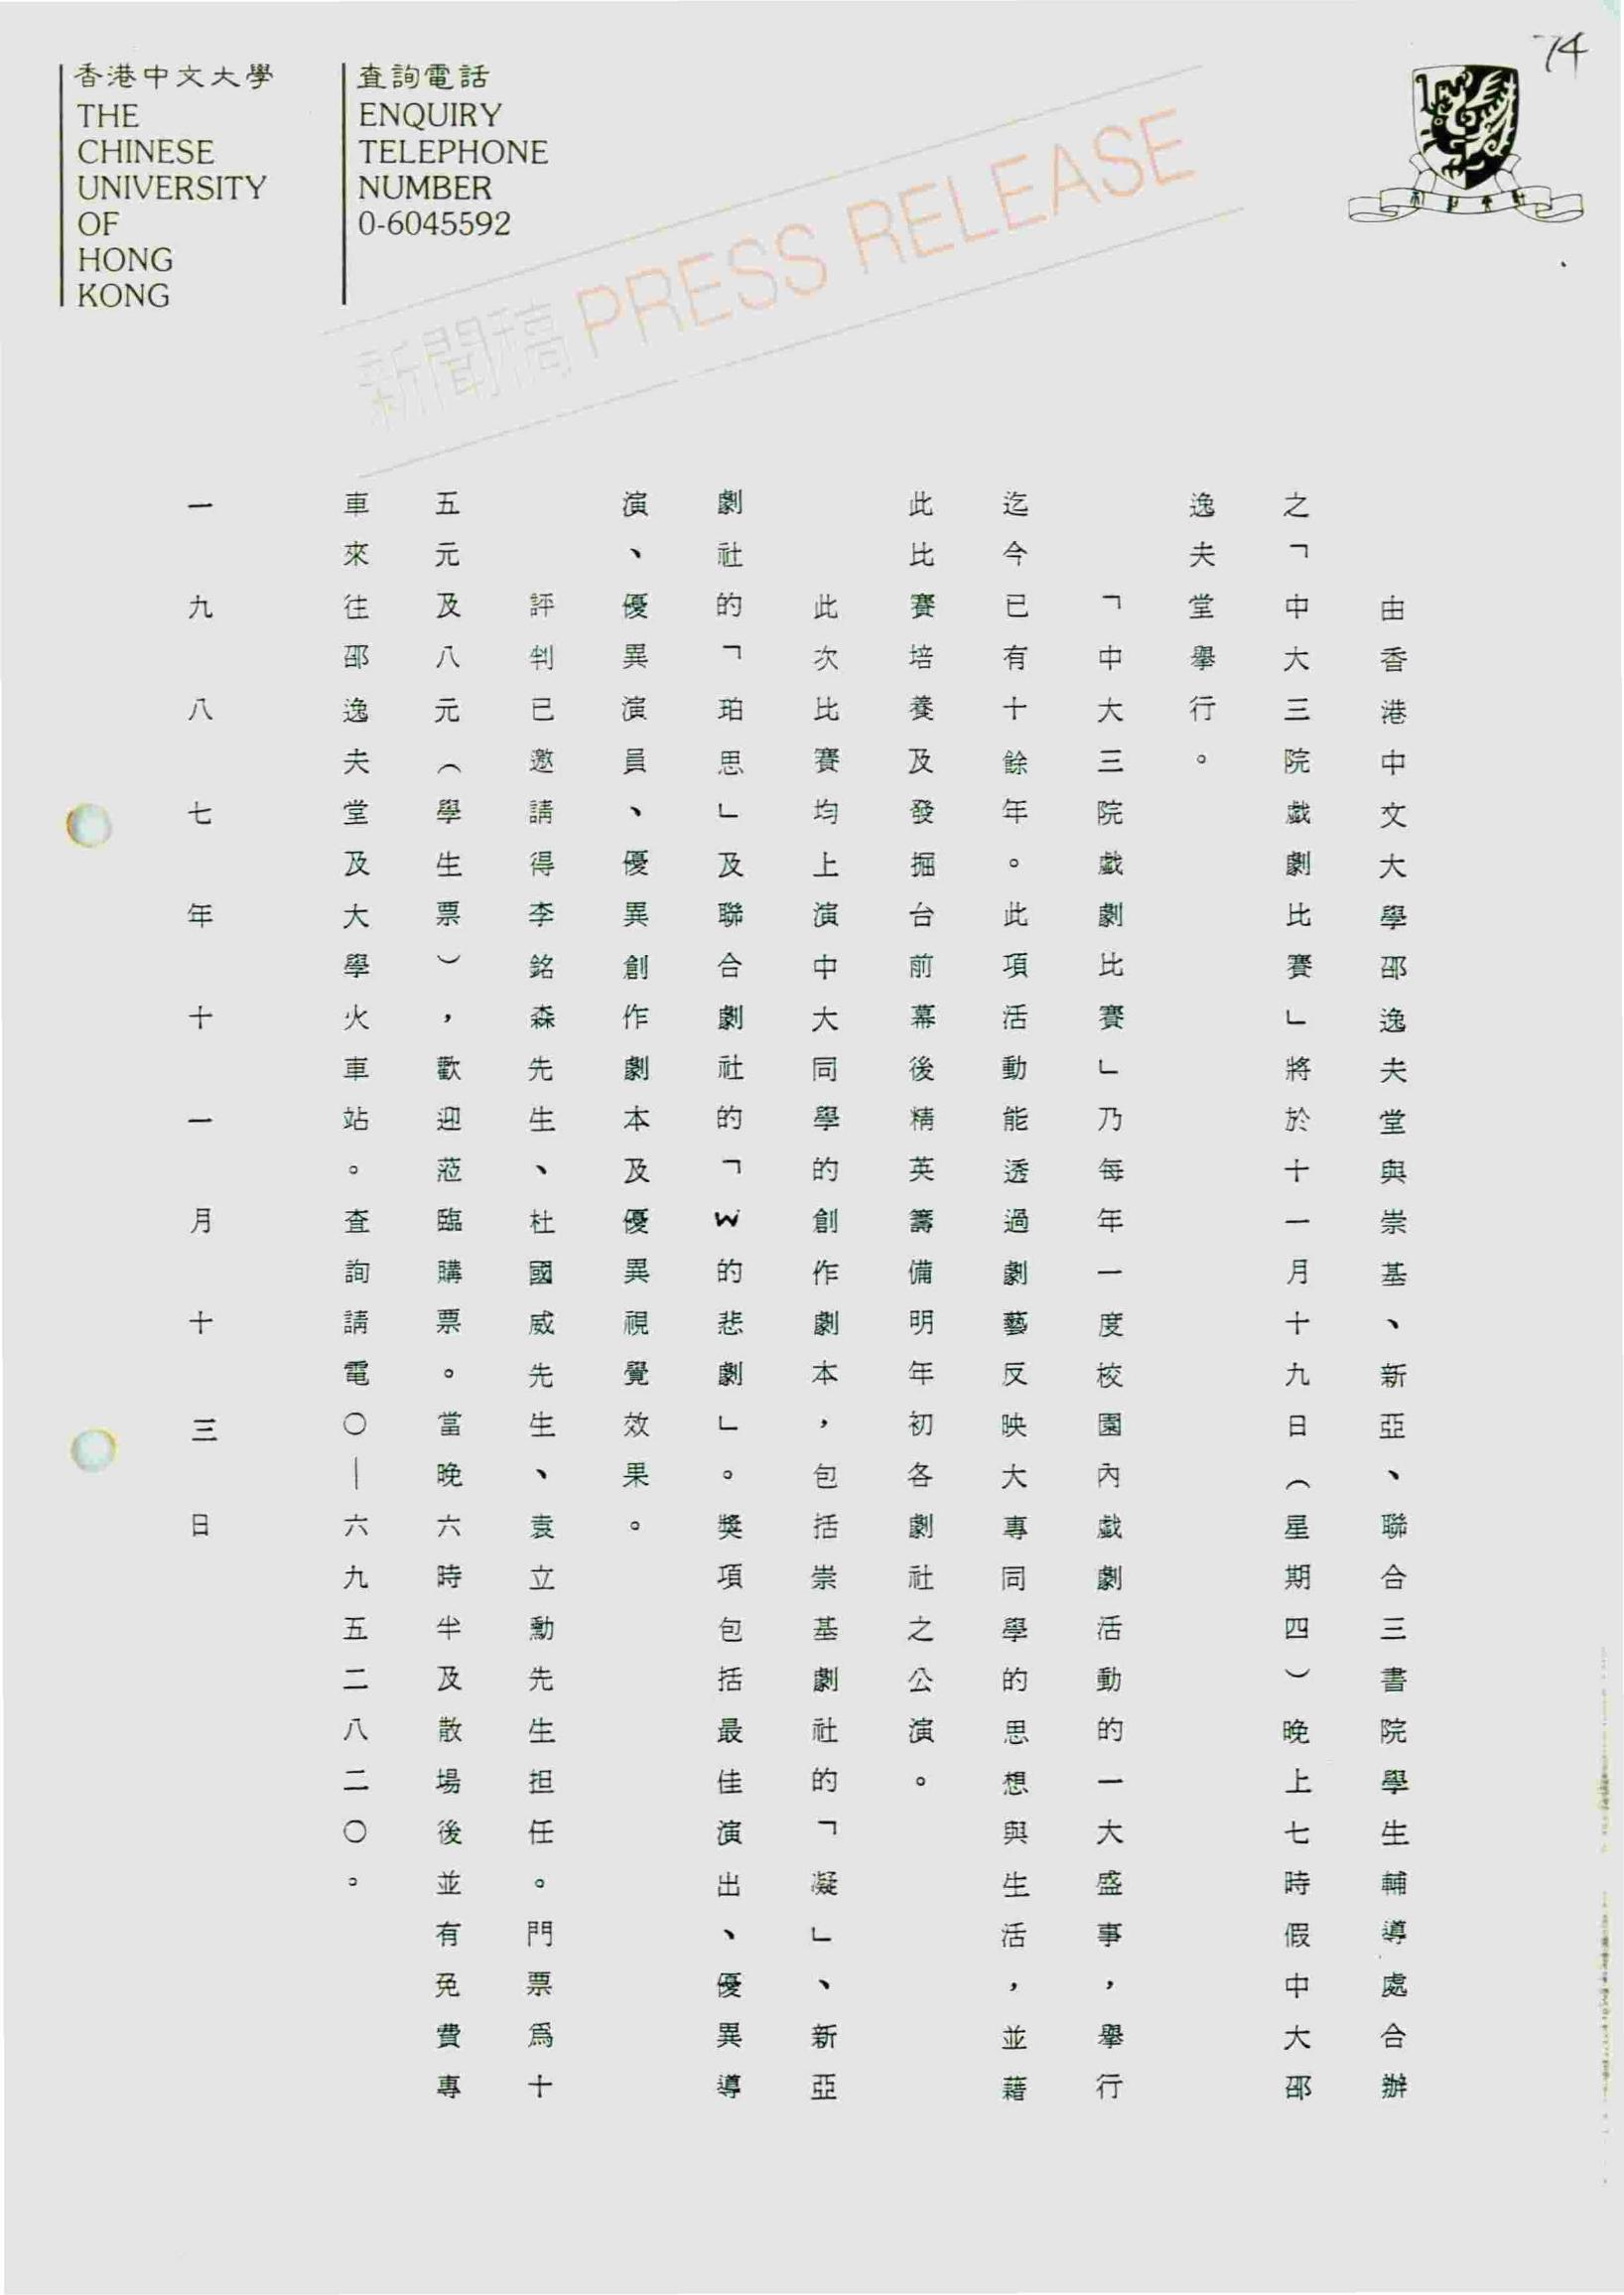 香港中文大學
THE
CHINESE
UNIVERSITY
OF
HONG
KONG
查詢電話
ENQUIRY
TELEPHONE
NUMBER
0-6045592
新聞稿 PRESS RELEASE
74
由香港中文大學邵逸夫堂與崇基、新亞、聯合三書院學生輔導處合辦
之「中大三院戲劇比賽」將於十一月十九日（星期四）晚上七時假中大邵
逸夫堂舉行。
「中大三院戲劇比賽」乃每年一度校園內戲劇活動的一大盛事，舉行
迄今已有十餘年。此項活動能透過劇藝反映大專同學的思想與生活，並藉
此比賽培養及發掘台前幕後精英籌備明年初各劇社之公演。
此次比賽均上演中大同學的創作劇本，包括崇基劇社的「凝」、新亞
劇社的「珀思」及聯合劇社的「W的悲劇」。獎項包括最佳演出、優異導
演、優異演員、優異創作劇本及優異視覺效果。
評判已邀請得李銘森先生、杜國威先生、袁立勳先生担任。門票為十
五元及八元（學生票），歡迎蒞臨購票。當晚六時半及散場後並有免費專
車來往邵逸夫堂及大學火車站。查詢請電〇—六九五二八二〇。
一九八七年十一月十三日